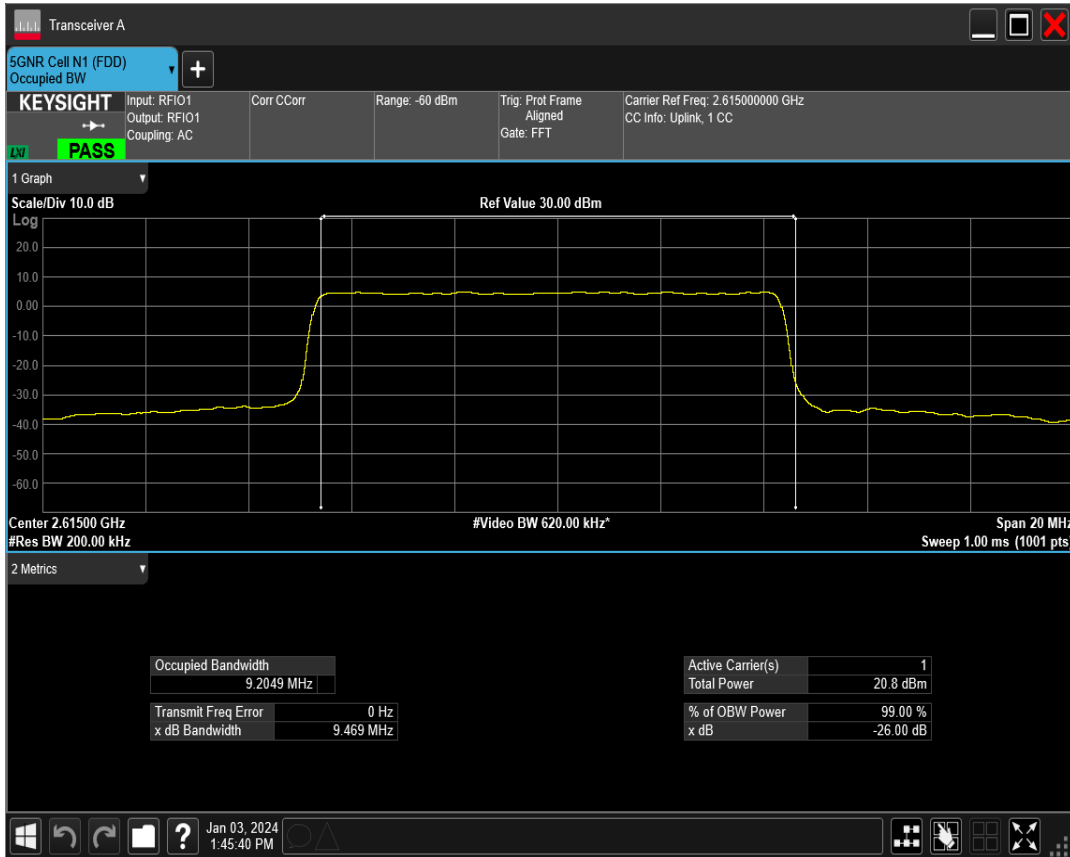 Transceiver A
5GNR Cell N1 (FDD)
Occupied BW
+
KEYSIGHT
LXI
PASS
Input: RFIO1
Output: RFIO1
Coupling: AC
Corr CCorr
Range: -60 dBm
Trig: Prot Frame
Aligned
Gate: FFT
Carrier Ref Freq: 2.615000000 GHz
CC Info: Uplink, 1 CC
1 Graph
Scale/Div 10.0 dB
Ref Value 30.00 dBm
Log
20.0
10.0
0.00
-10.0
-20.0
-30.0
-40.0
-50.0
-60.0
Center 2.61500 GHz
#Video BW 620.00 kHz*
Span 20 MHz
#Res BW 200.00 kHz
Sweep 1.00 ms (1001 pts)
2 Metrics
Occupied Bandwidth
9.2049 MHz
Transmit Freq Error 0 Hz
x dB Bandwidth 9.469 MHz
Active Carrier(s) 1
Total Power 20.8 dBm
% of OBW Power 99.00 %
x dB -26.00 dB
?
Jan 03, 2024
1:45:40 PM